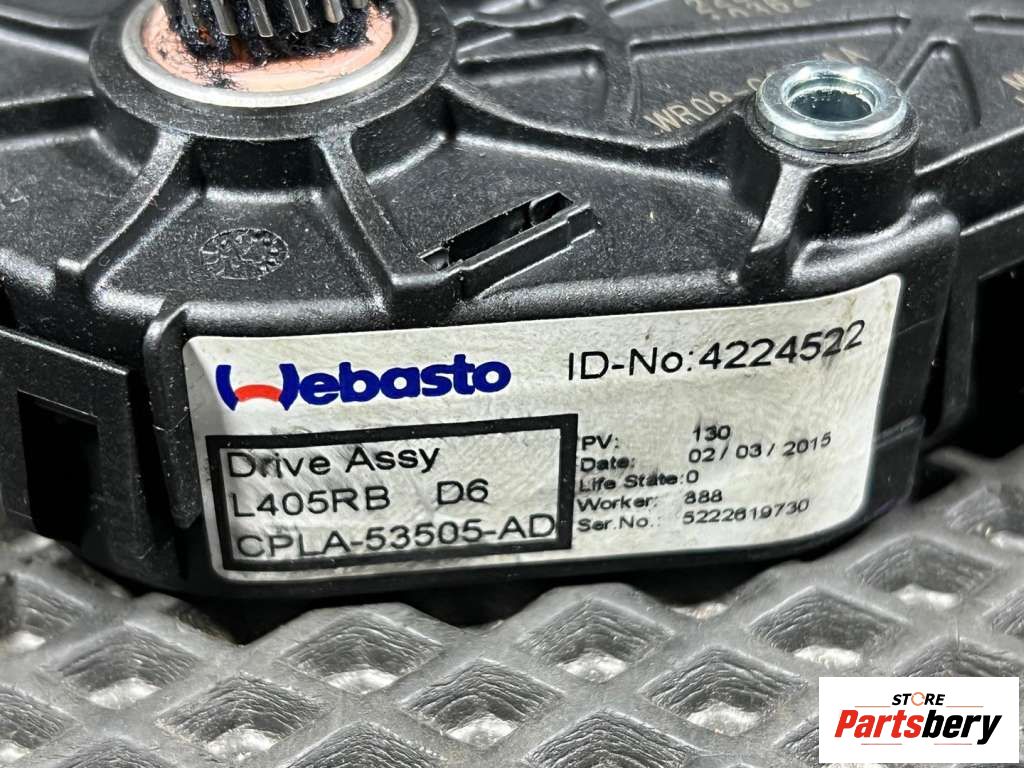 Webasto
ID-No:4224522
Drive Assy
L405RB D6
CPLA-53505-AD
PV: 130
Date: 02/03/2015
Life State:0
Worker: 888
Ser.No.: 5222619730
STORE
Partsbery